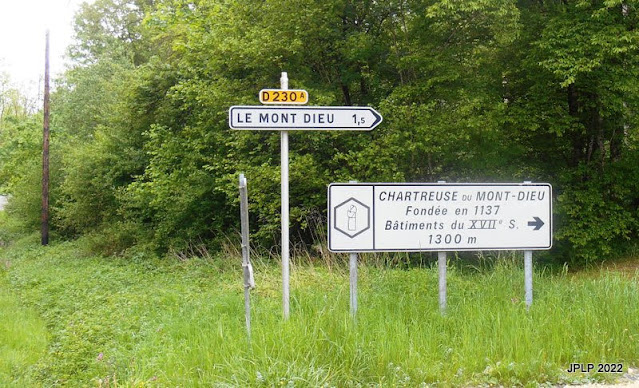 D230A
LE MONT DIEU 1,5
CHARTREUSE DU MONT-DIEU
Fondée en 1137
Bâtiments du XVIIe S.
1300 m
JPLP 2022